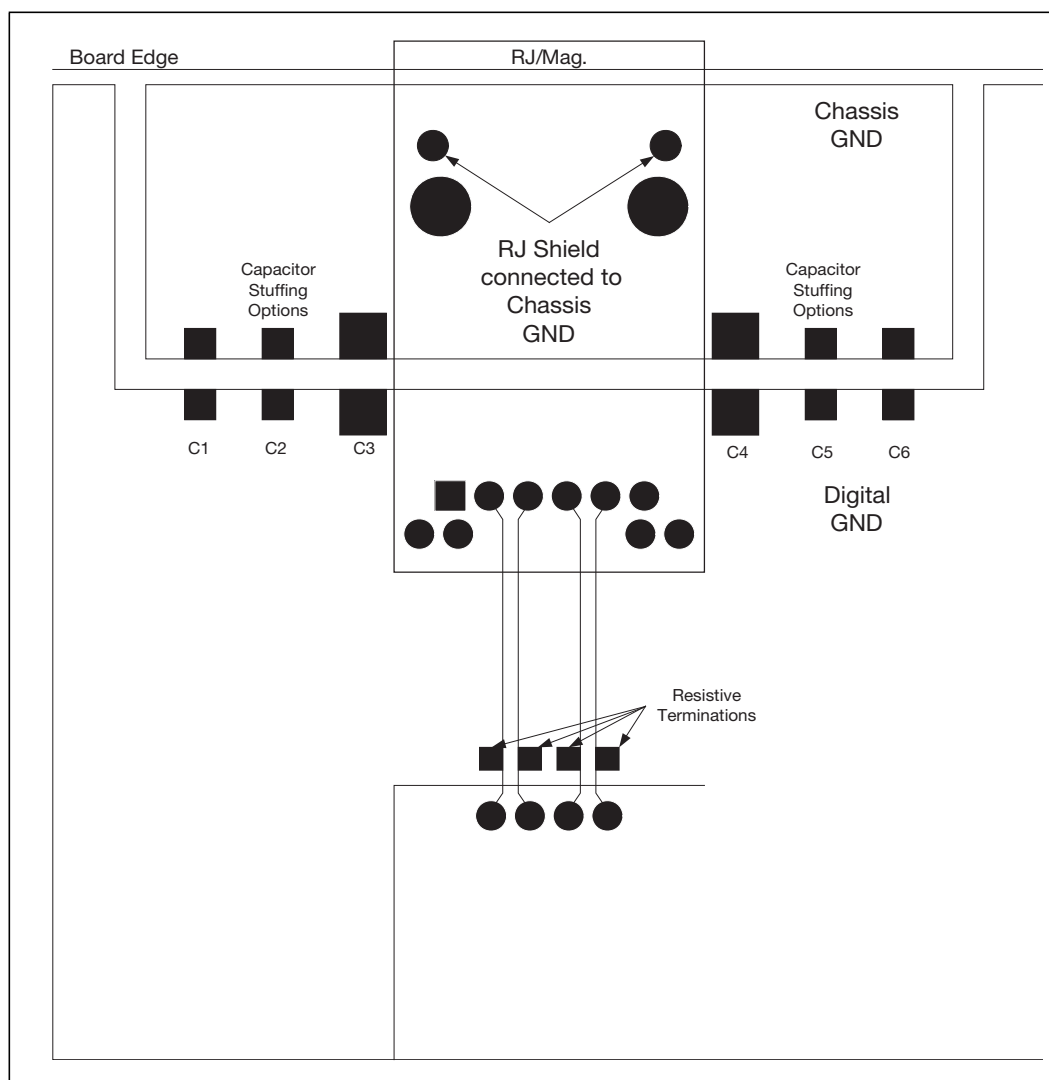 Board Edge
RJ/Mag.
Chassis
GND
RJ Shield
connected to
Chassis
GND
Capacitor
Stuffing
Options
Capacitor
Stuffing
Options
C1
C2
C3
C4
C5
C6
Digital
GND
Resistive
Terminations